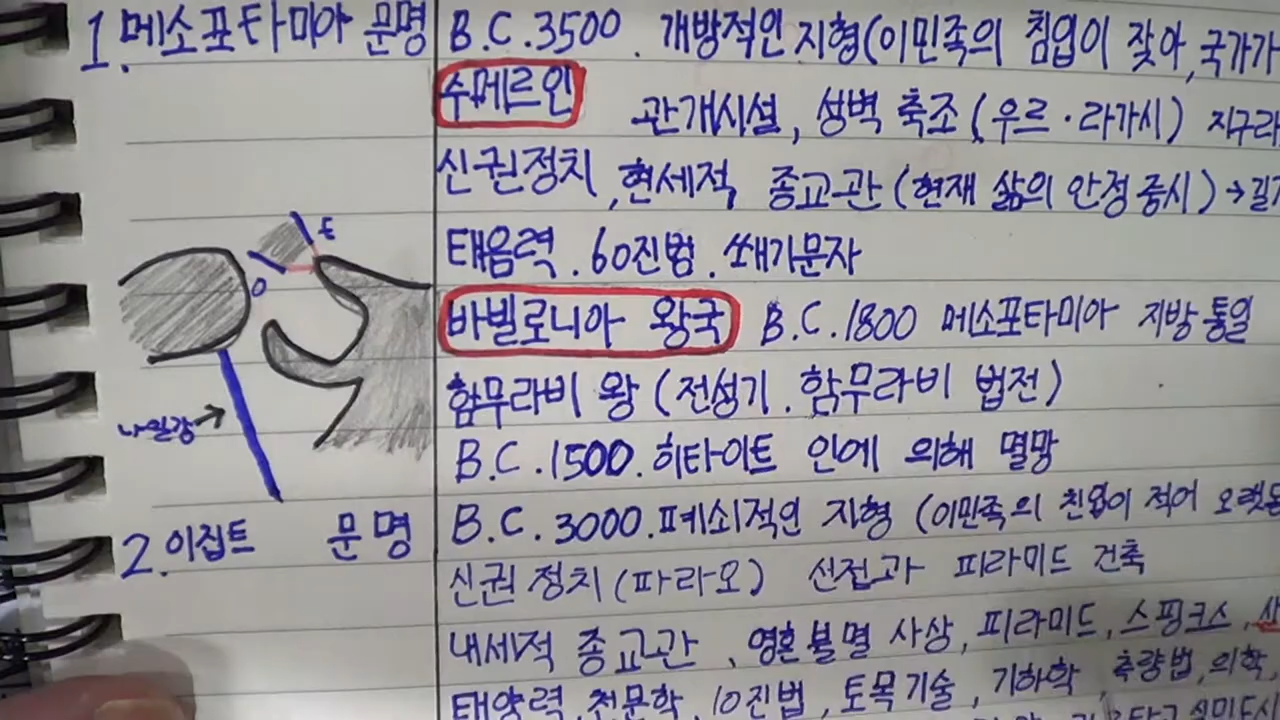 1. 메소포타미아 문명
B.C.3500. 개방적인 지형(이민족의 침입이 잦아, 국가가
수메르인 관개시설, 성벽 축조 (우르·라가시) 지구라
신권정치, 현세적 종교관 (현재 삶의 안정 중시) →
태음력. 60진법. 쐐기문자
바빌로니아 왕국 B.C.1800 메소포타미아 지방 통일
함무라비 왕 (전성기. 함무라비 법전)
B.C.1500. 히타이트 인에 의해 멸망
E
나일강→
2. 이집트 문명
B.C.3000. 폐쇠적인 지형 (이민족의 친입이 적어 오랫동
신권 정치 (파라오) 피라미드 건축
내세적 종교관, 영혼불멸 사상, 피라미드, 스핑크스,
태양력, 천문학, 10진법, 토목기술, 기하학, 측량법, 의학,